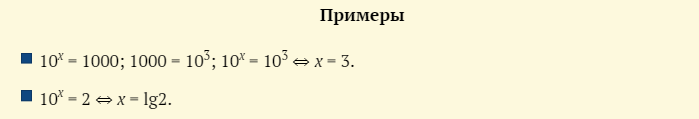 Примеры
10ˣ = 1000; 1000 = 10³; 10ˣ = 10³ ⇔ x = 3.
10ˣ = 2 ⇔ x = lg2.